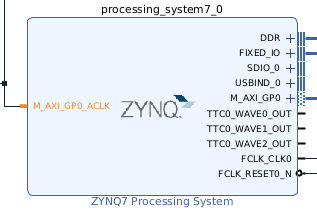 processing_system7_0
DDR
FIXED_IO
SDIO_0
USBIND_0
M_AXI_GP0
M_AXI_GP0_ACLK
ZYNQ
TTC0_WAVE0_OUT
TTC0_WAVE1_OUT
TTC0_WAVE2_OUT
FCLK_CLK0
FCLK_RESET0_N
ZYNQ7 Processing System